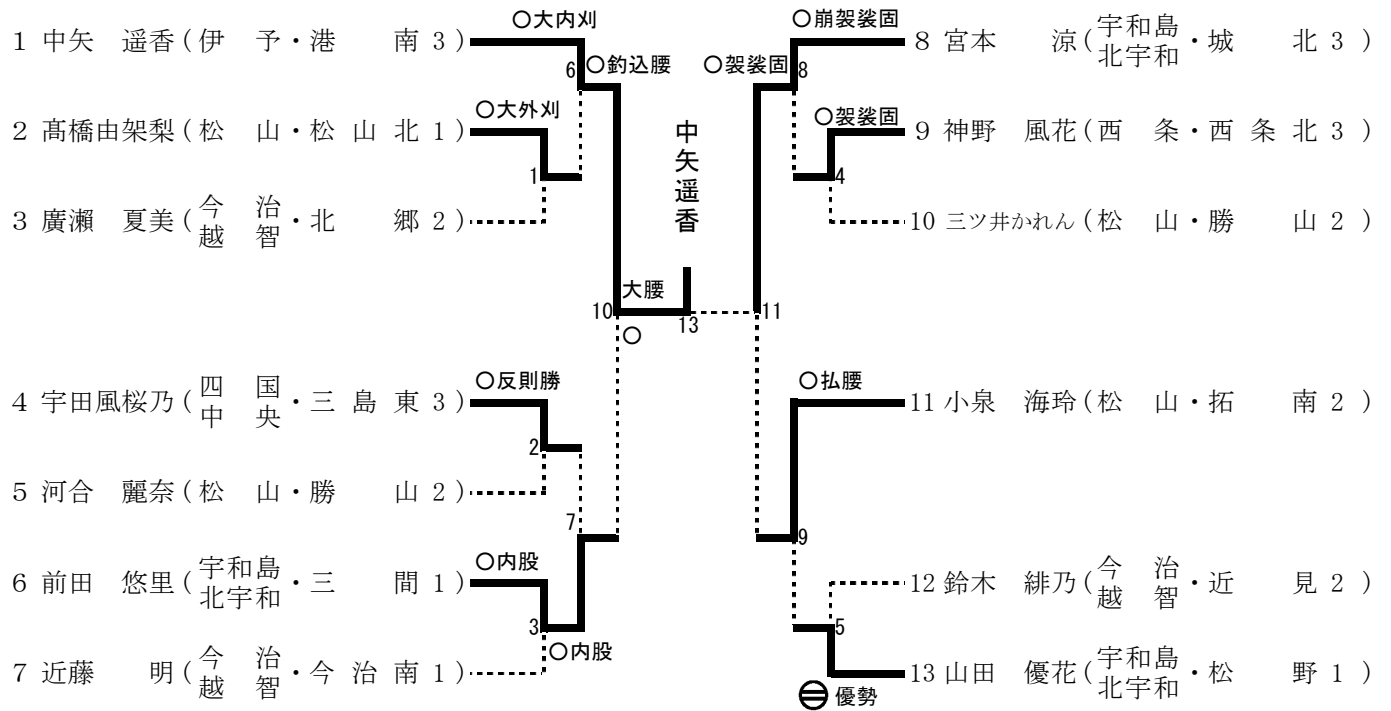 ○大内刈
○崩袈裟固
1 中矢 遥香(伊 予・港 南 3)
8 宮本 涼(宇和島 北宇和・城 北 3)
6
○釣込腰
○袈裟固
8
○大外刈
○袈裟固
2 髙橋由架梨(松 山・松 山 北 1)
中矢遥香
9 神野 風花(西 条・西 条 北 3)
1
4
3 廣瀬 夏美(今 治 越 智・北 郷 2)
10 三ツ井かれん(松 山・勝 山 2)
大腰
10
○
13
11
○反則勝
○払腰
4 宇田風桜乃(四 国 中 央・三 島 東 3)
11 小泉 海玲(松 山・拓 南 2)
2
5 河合 麗奈(松 山・勝 山 2)
7
9
○内股
6 前田 悠里(宇和島 北宇和・三 間 1)
12 鈴木 緋乃(今 治 越 智・近 見 2)
3
○内股
5
7 近藤 明(今 治 越 智・今 治 南 1)
13 山田 優花(宇和島 北宇和・松 野 1)
優勢